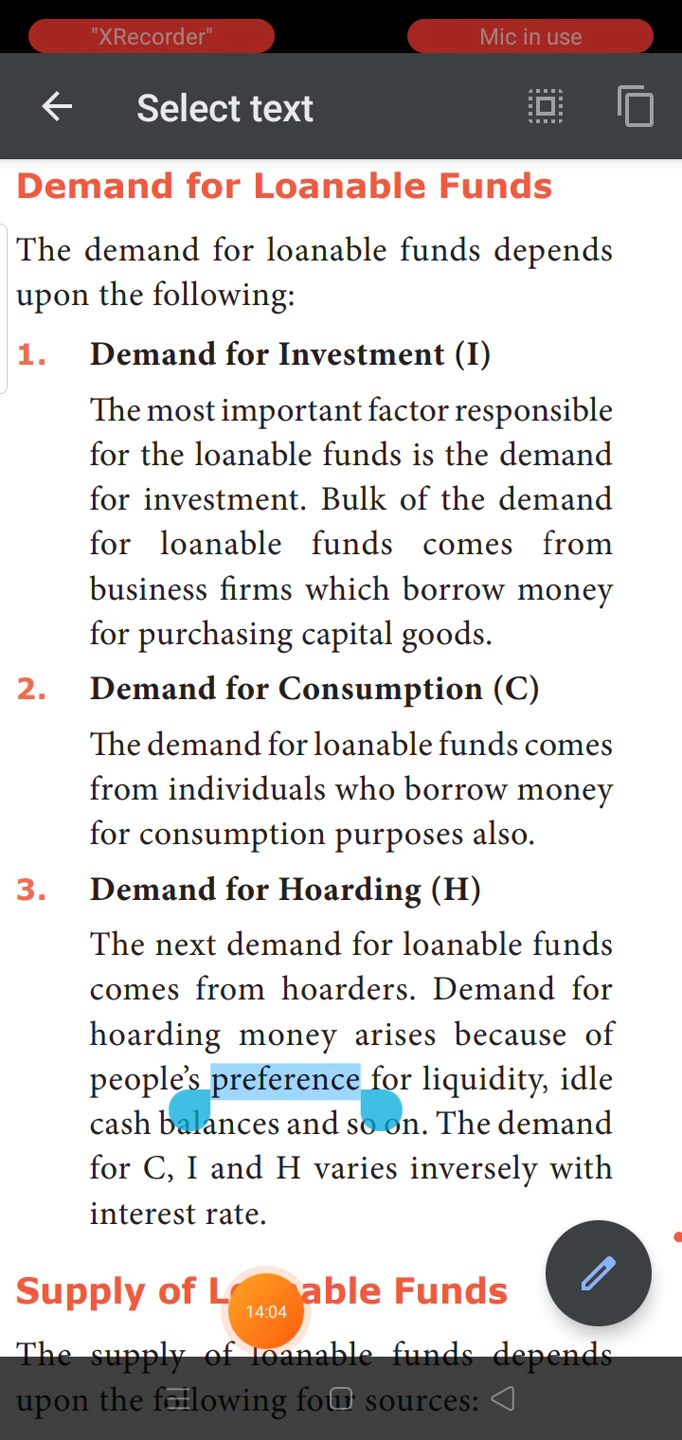 "XRecorder"
Mic in use
Select text
Demand for Loanable Funds
The demand for loanable funds depends
upon the following:
1. Demand for Investment (I)
The most important factor responsible
for the loanable funds is the demand
for investment. Bulk of the demand
for loanable funds comes from
business firms which borrow money
for purchasing capital goods.
2. Demand for Consumption (C)
The demand for loanable funds comes
from individuals who borrow money
for consumption purposes also.
3. Demand for Hoarding (H)
The next demand for loanable funds
comes from hoarders. Demand for
hoarding money arises because of
people's preference for liquidity, idle
cash balances and so on. The demand
for C, I and H varies inversely with
interest rate.
Supply of Loanable Funds
14:04
The supply of loanable funds depends
upon the following four sources: